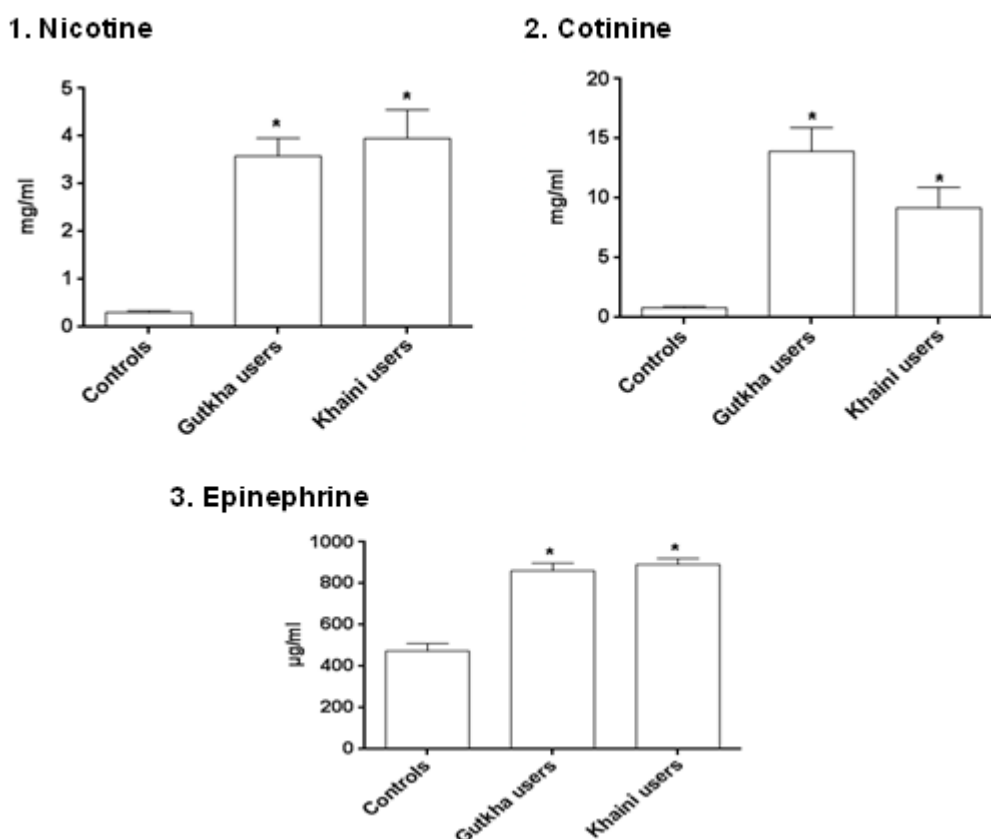 1. Nicotine
5
4
3
2
1
0
mg/ml
*
*
Controls
Gutkha users
Khaini users
2. Cotinine
20
15
10
5
0
mg/ml
*
*
Controls
Gutkha users
Khaini users
3. Epinephrine
1000
800
600
400
200
0
µg/ml
*
*
Controls
Gutkha users
Khaini users